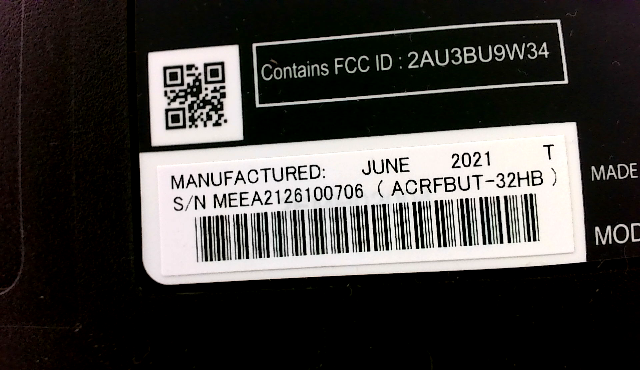 Contains FCC ID : 2AU3BU9W34
MANUFACTURED: JUNE 2021 T
S/N MEEA2126100706 ( ACRFBUT-32HB )
MADE
MOD